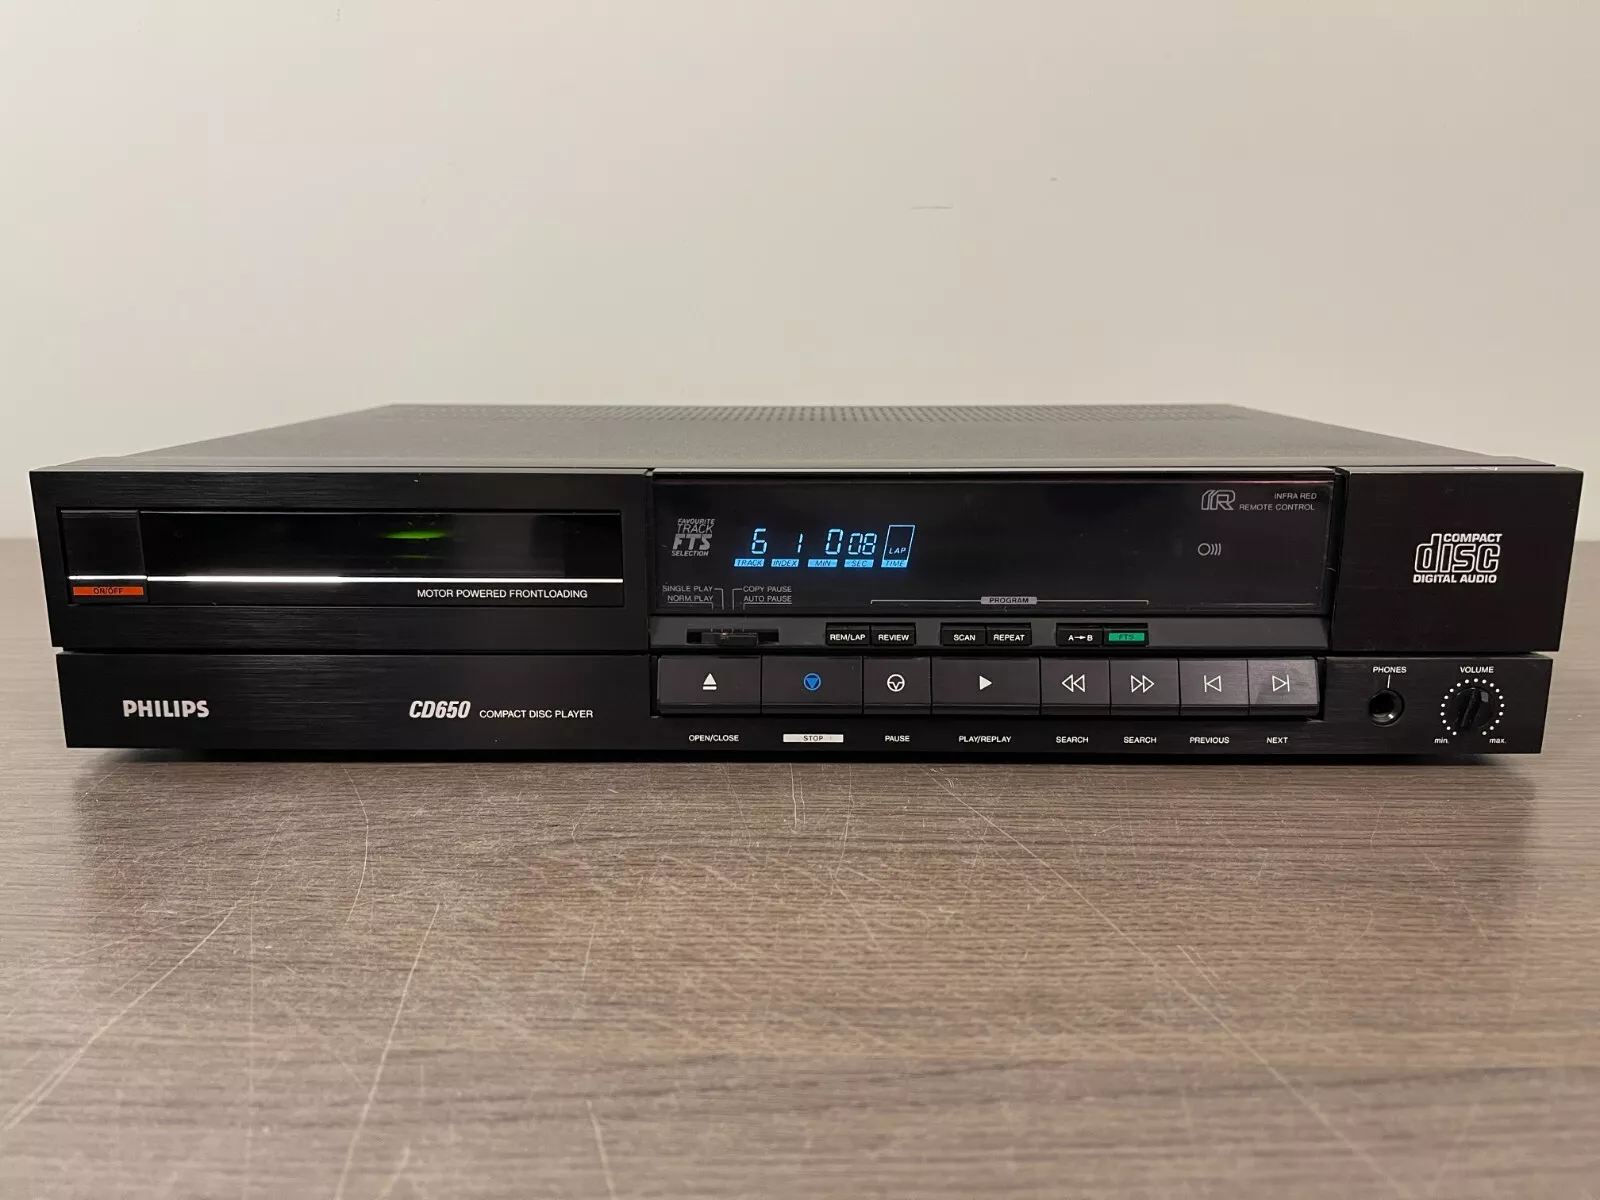 FAVOURITE
TRACK
FTS
SELECTION
6 1 0 08 LAP
TRACK INDEX MIN SEC TIME
IR INFRA RED
REMOTE CONTROL
COMPACT
disc
DIGITAL AUDIO
ON/OFF
MOTOR POWERED FRONTLOADING
SINGLE PLAY COPY PAUSE
NORM. PLAY AUTO PAUSE
PROGRAM
REM/LAP REVIEW SCAN REPEAT A→B FTS
PHILIPS
CD650 COMPACT DISC PLAYER
PHONES VOLUME
min. max.
OPEN/CLOSE STOP PAUSE PLAY/REPLAY SEARCH SEARCH PREVIOUS NEXT